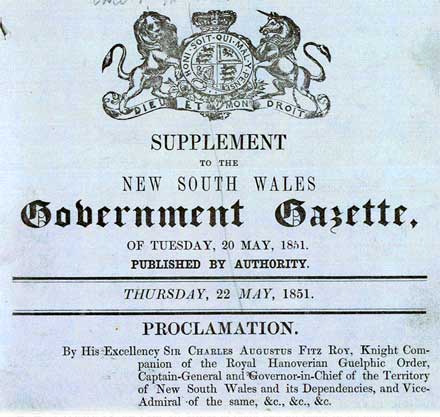 HONI·SOIT·QUI·MAL·Y·PENSE
DIEU ET MON DROIT
SUPPLEMENT
TO THE
NEW SOUTH WALES
Government Gazette,
OF TUESDAY, 20 MAY, 1851.
PUBLISHED BY AUTHORITY.
THURSDAY, 22 MAY, 1851.
PROCLAMATION.
By His Excellency SIR CHARLES AUGUSTUS FITZ ROY, Knight Com-
panion of the Royal Hanoverian Guelphic Order,
Captain-General and Governor-in-Chief of the Territory
of New South Wales and its Dependencies, and Vice-
Admiral of the same, &c., &c., &c.